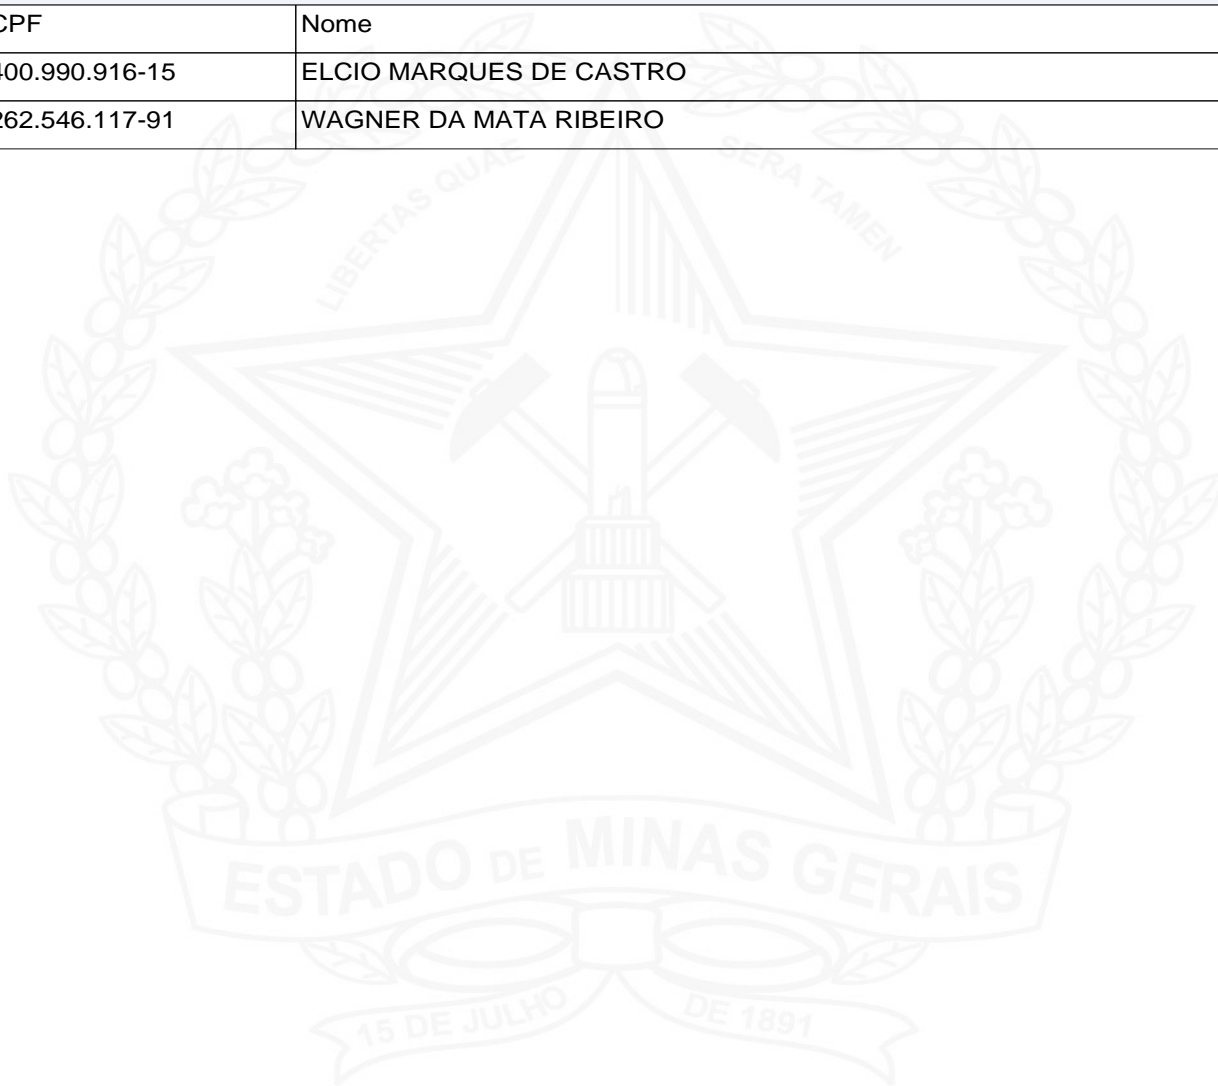 CPF Nome
400.990.916-15 ELCIO MARQUES DE CASTRO
262.546.117-91 WAGNER DA MATA RIBEIRO
LIBERTAS QUAE SERA TAMEN
ESTADO DE MINAS GERAIS
15 DE JULHO DE 1891